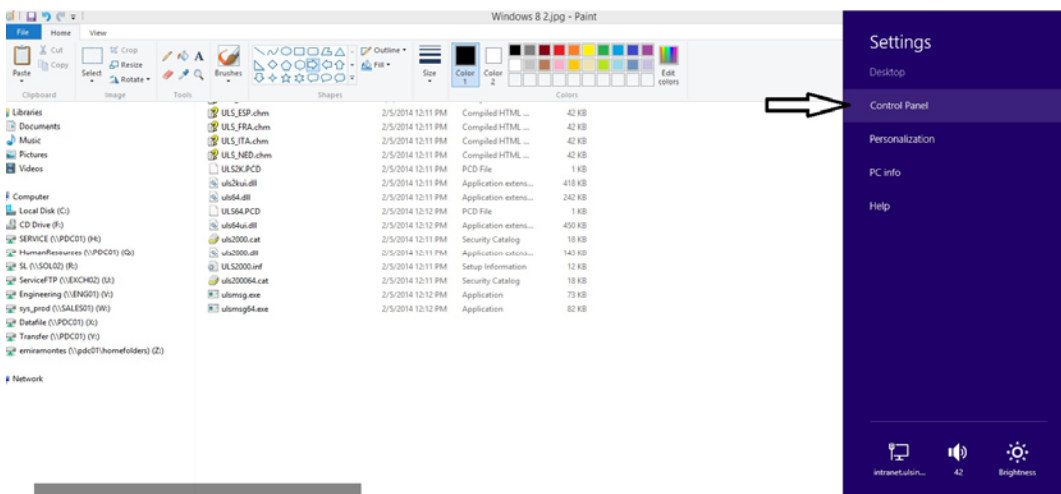 Windows 8 2.jpg - Paint
File Home View
Paste
Cut
Copy
Clipboard
Select
Crop
Resize
Rotate
Image
A
Tools
Brushes
Outline
Fill
Shapes
Size
Color 1
Color 2
Edit colors
Colors
Libraries
Documents
Music
Pictures
Videos
Computer
Local Disk (C:)
CD Drive (F:)
SERVICE (\\PDC01) (H:)
HumanResources (\\PDC01) (Q:)
SL (\\SOL02) (R:)
ServiceFTP (\\EXCH02) (U:)
Engineering (\\ENG01) (V:)
sys_prod (\\SALES01) (W:)
Datafile (\\PDC01) (X:)
Transfer (\\PDC01) (Y:)
emiramontes (\\pdc01\homefolders) (Z:)
Network
ULS_ESP.chm 2/5/2014 12:11 PM Compiled HTML ... 42 KB
ULS_FRA.chm 2/5/2014 12:11 PM Compiled HTML ... 42 KB
ULS_ITA.chm 2/5/2014 12:11 PM Compiled HTML ... 42 KB
ULS_NED.chm 2/5/2014 12:11 PM Compiled HTML ... 42 KB
ULS2K.PCD 2/5/2014 12:11 PM PCD File 1 KB
uls2kui.dll 2/5/2014 12:11 PM Application extens... 418 KB
uls64.dll 2/5/2014 12:11 PM Application extens... 242 KB
ULS64.PCD 2/5/2014 12:12 PM PCD File 1 KB
uls64ui.dll 2/5/2014 12:12 PM Application extens... 450 KB
uls2000.cat 2/5/2014 12:11 PM Security Catalog 18 KB
uls2000.dll 2/5/2014 12:11 PM Application extens... 143 KB
ULS2000.inf 2/5/2014 12:11 PM Setup Information 12 KB
uls200064.cat 2/5/2014 12:11 PM Security Catalog 18 KB
ulsmsg.exe 2/5/2014 12:12 PM Application 73 KB
ulsmsg64.exe 2/5/2014 12:12 PM Application 82 KB
Settings
Desktop
Control Panel
Personalization
PC info
Help
intranet.ulsin... 42 Brightness